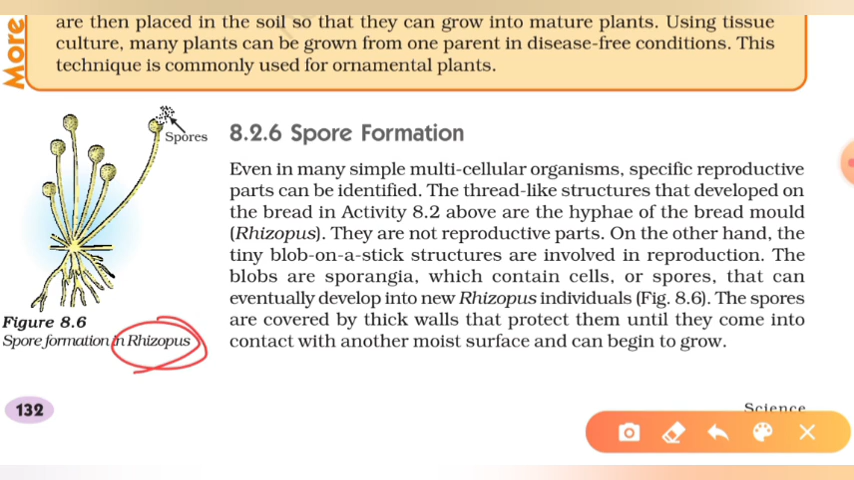 More
are then placed in the soil so that they can grow into mature plants. Using tissue
culture, many plants can be grown from one parent in disease-free conditions. This
technique is commonly used for ornamental plants.
Spores
8.2.6 Spore Formation
Even in many simple multi-cellular organisms, specific reproductive
parts can be identified. The thread-like structures that developed on
the bread in Activity 8.2 above are the hyphae of the bread mould
(Rhizopus). They are not reproductive parts. On the other hand, the
tiny blob-on-a-stick structures are involved in reproduction. The
blobs are sporangia, which contain cells, or spores, that can
eventually develop into new Rhizopus individuals (Fig. 8.6). The spores
are covered by thick walls that protect them until they come into
contact with another moist surface and can begin to grow.
Figure 8.6
Spore formation in Rhizopus
132
Science